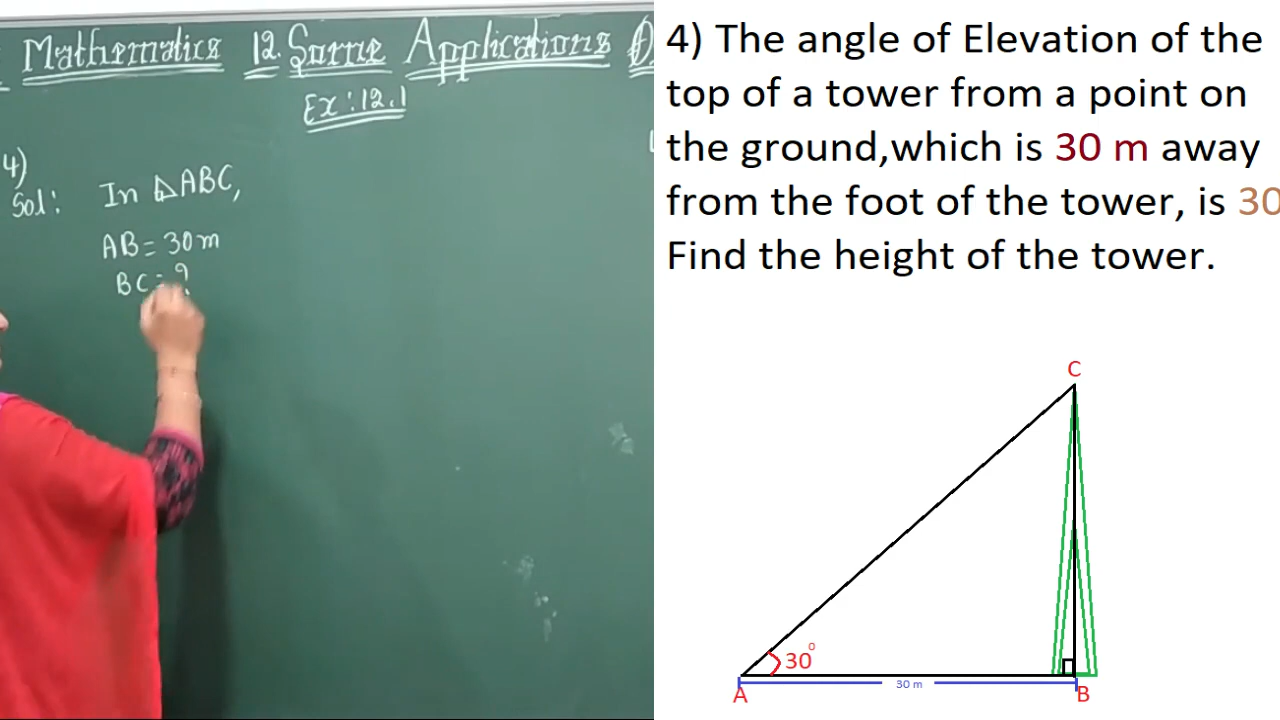 Mathematics 12. Some Applications O
Ex:12.1
4)
Sol: In △ABC,
AB = 30 m
BC = ?
4) The angle of Elevation of the
top of a tower from a point on
the ground,which is 30 m away
from the foot of the tower, is 30
Find the height of the tower.
C
30°
30 m
A
B